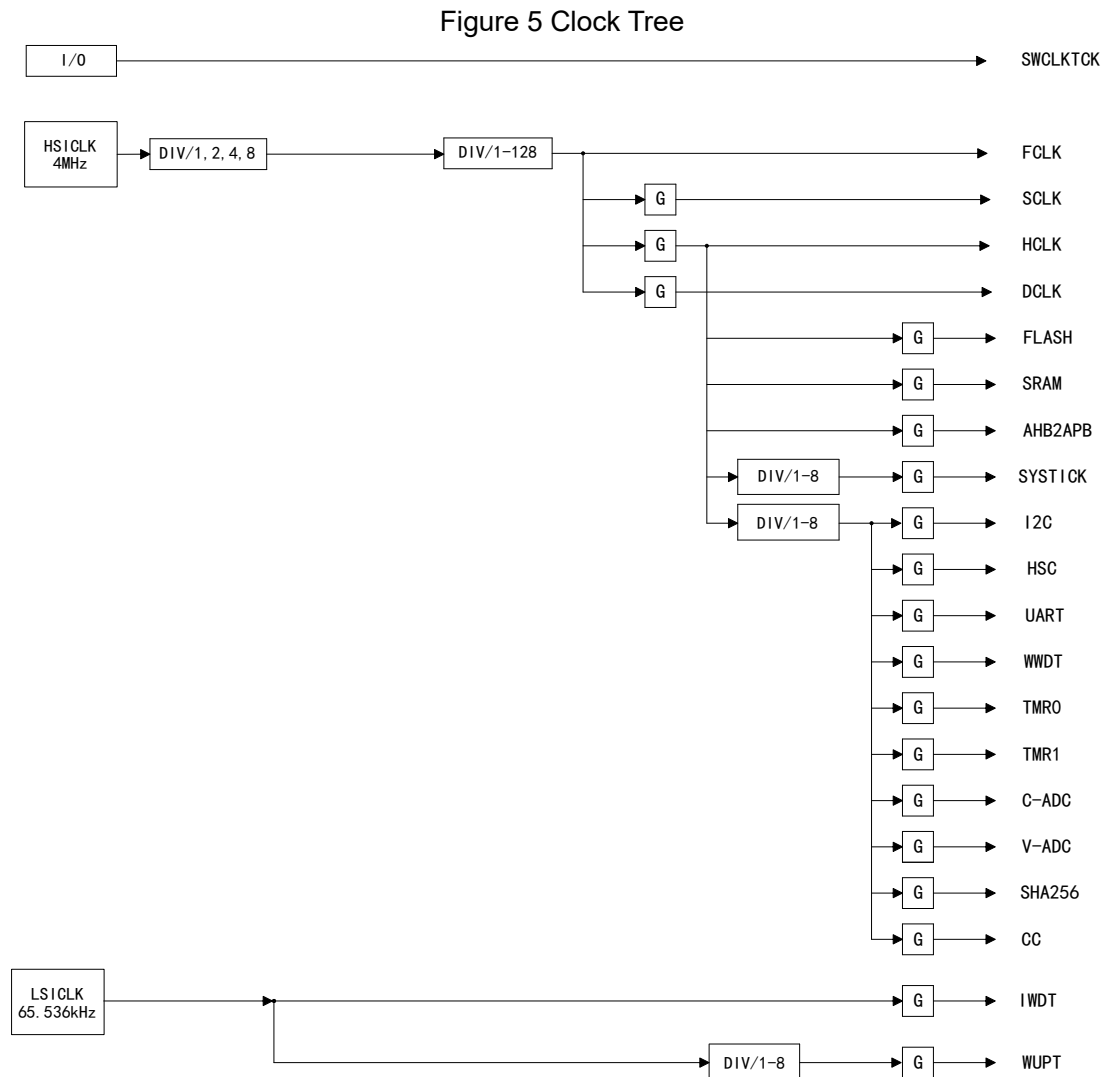 Figure 5 Clock Tree
I/O
SWCLKTCK
HSICLK
4MHz
DIV/1,2,4,8
DIV/1-128
FCLK
G
SCLK
G
HCLK
G
DCLK
G
FLASH
G
SRAM
G
AHB2APB
DIV/1-8
G
SYSTICK
DIV/1-8
G
I2C
G
HSC
G
UART
G
WWDT
G
TMR0
G
TMR1
G
C-ADC
G
V-ADC
G
SHA256
G
CC
LSICLK
65.536kHz
G
IWDT
DIV/1-8
G
WUPT